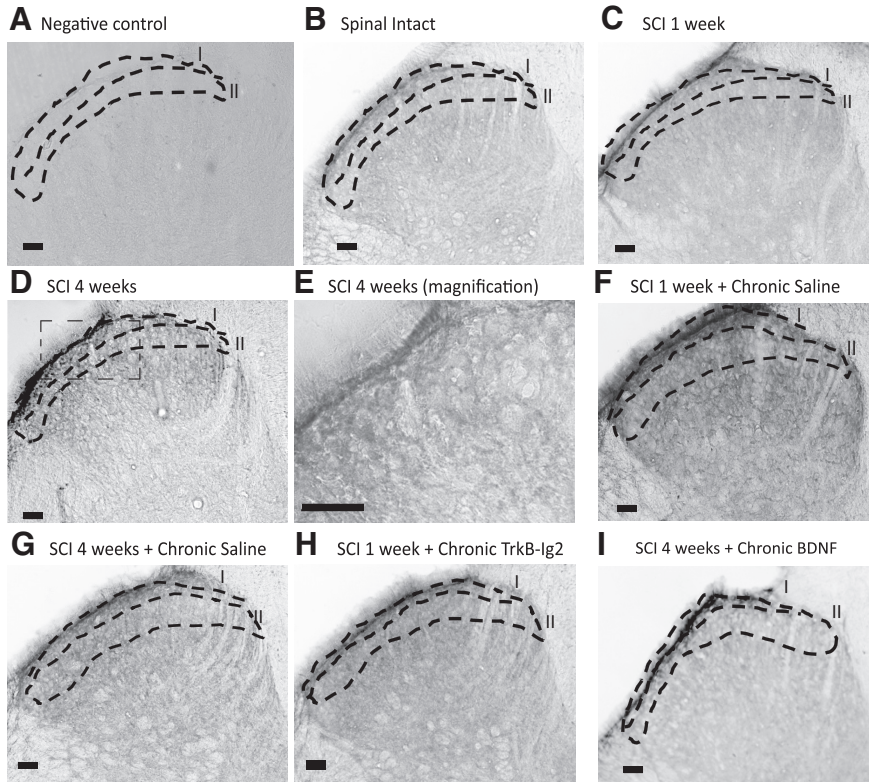 A Negative control
I
II
B Spinal Intact
I
II
C SCI 1 week
I
II
D SCI 4 weeks
I
II
E SCI 4 weeks (magnification)
F SCI 1 week + Chronic Saline
I
II
G SCI 4 weeks + Chronic Saline
I
II
H SCI 1 week + Chronic TrkB-Ig2
I
II
I SCI 4 weeks + Chronic BDNF
I
II